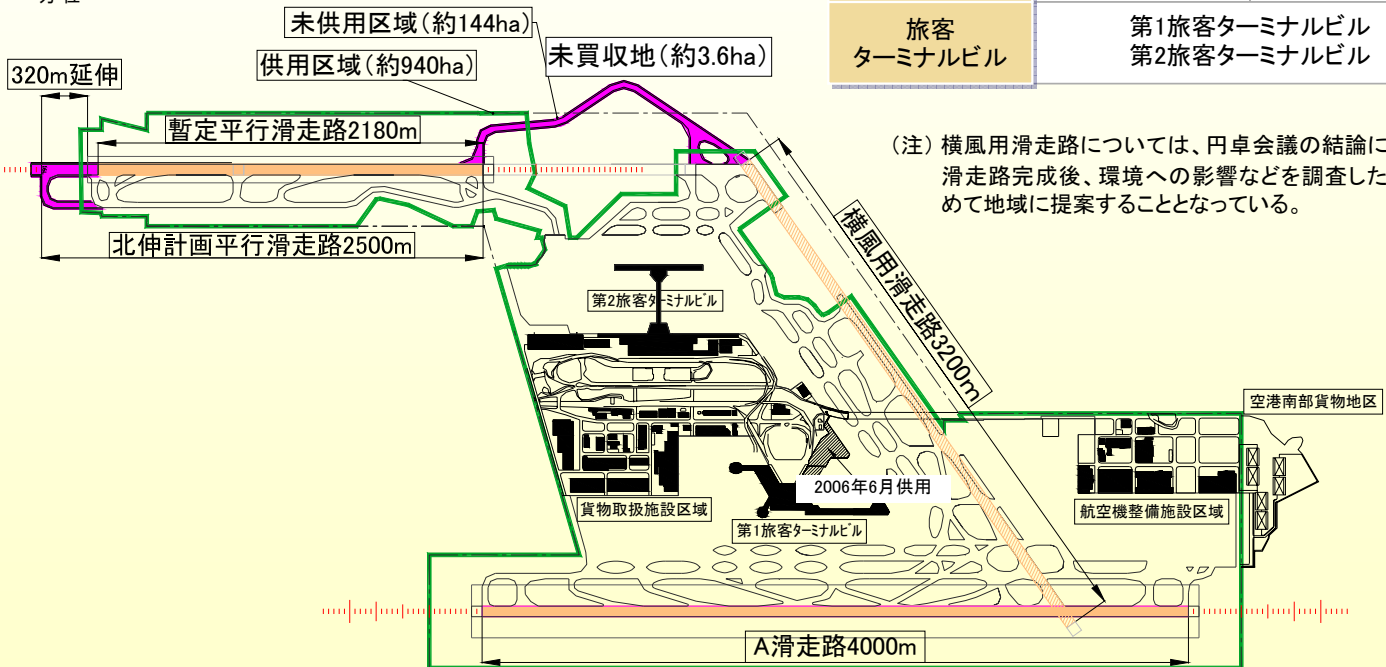 未供用区域(約144ha)
供用区域(約940ha)
未買収地(約3.6ha)
320m延伸
暫定平行滑走路2180m
北伸計画平行滑走路2500m
旅客
ターミナルビル
第1旅客ターミナルビル
第2旅客ターミナルビル
(注) 横風用滑走路については、円卓会議の結論に
滑走路完成後、環境への影響などを調査した
めて地域に提案することとなっている。
横風用滑走路3200m
第2旅客ターミナルビル
空港南部貨物地区
2006年6月供用
貨物取扱施設区域
第1旅客ターミナルビル
航空機整備施設区域
A滑走路4000m